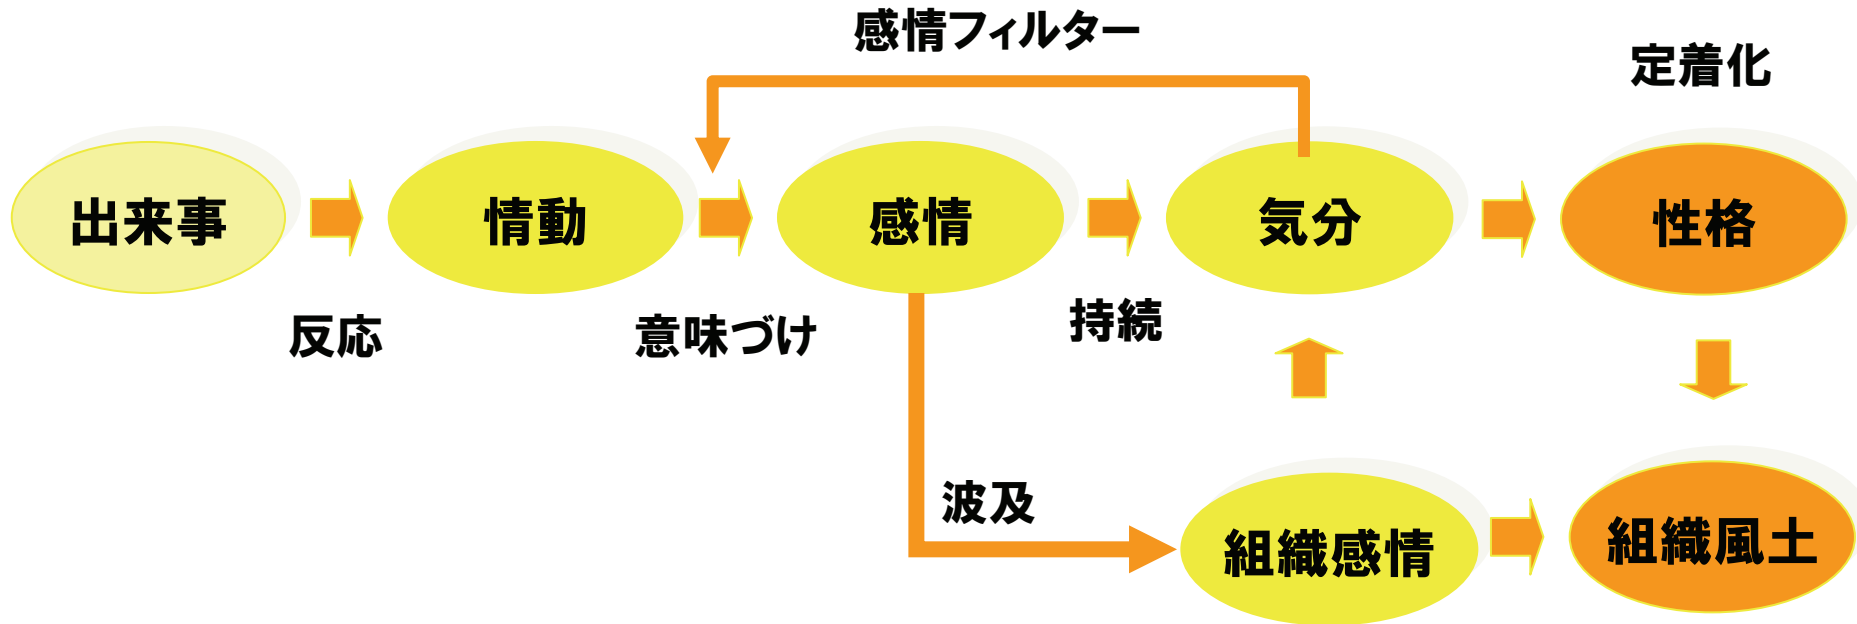 感情フィルター
定着化
出来事
情動
感情
気分
性格
反応
意味づけ
持続
波及
組織感情
組織風土